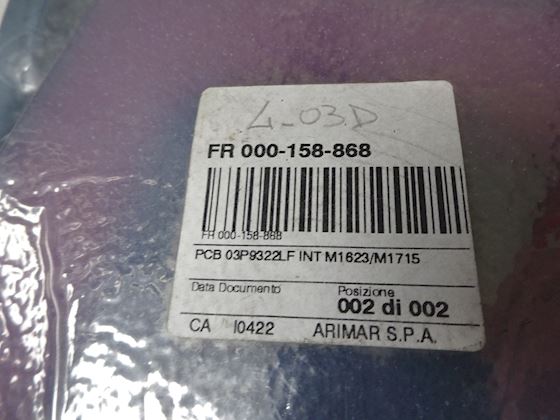 4-03D
FR 000-158-868
FR 000-158-868
PCB 03P9322LF INT M1623/M1715
Data Documento Posizione
002 di 002
CA I0422 ARIMAR S.P.A.